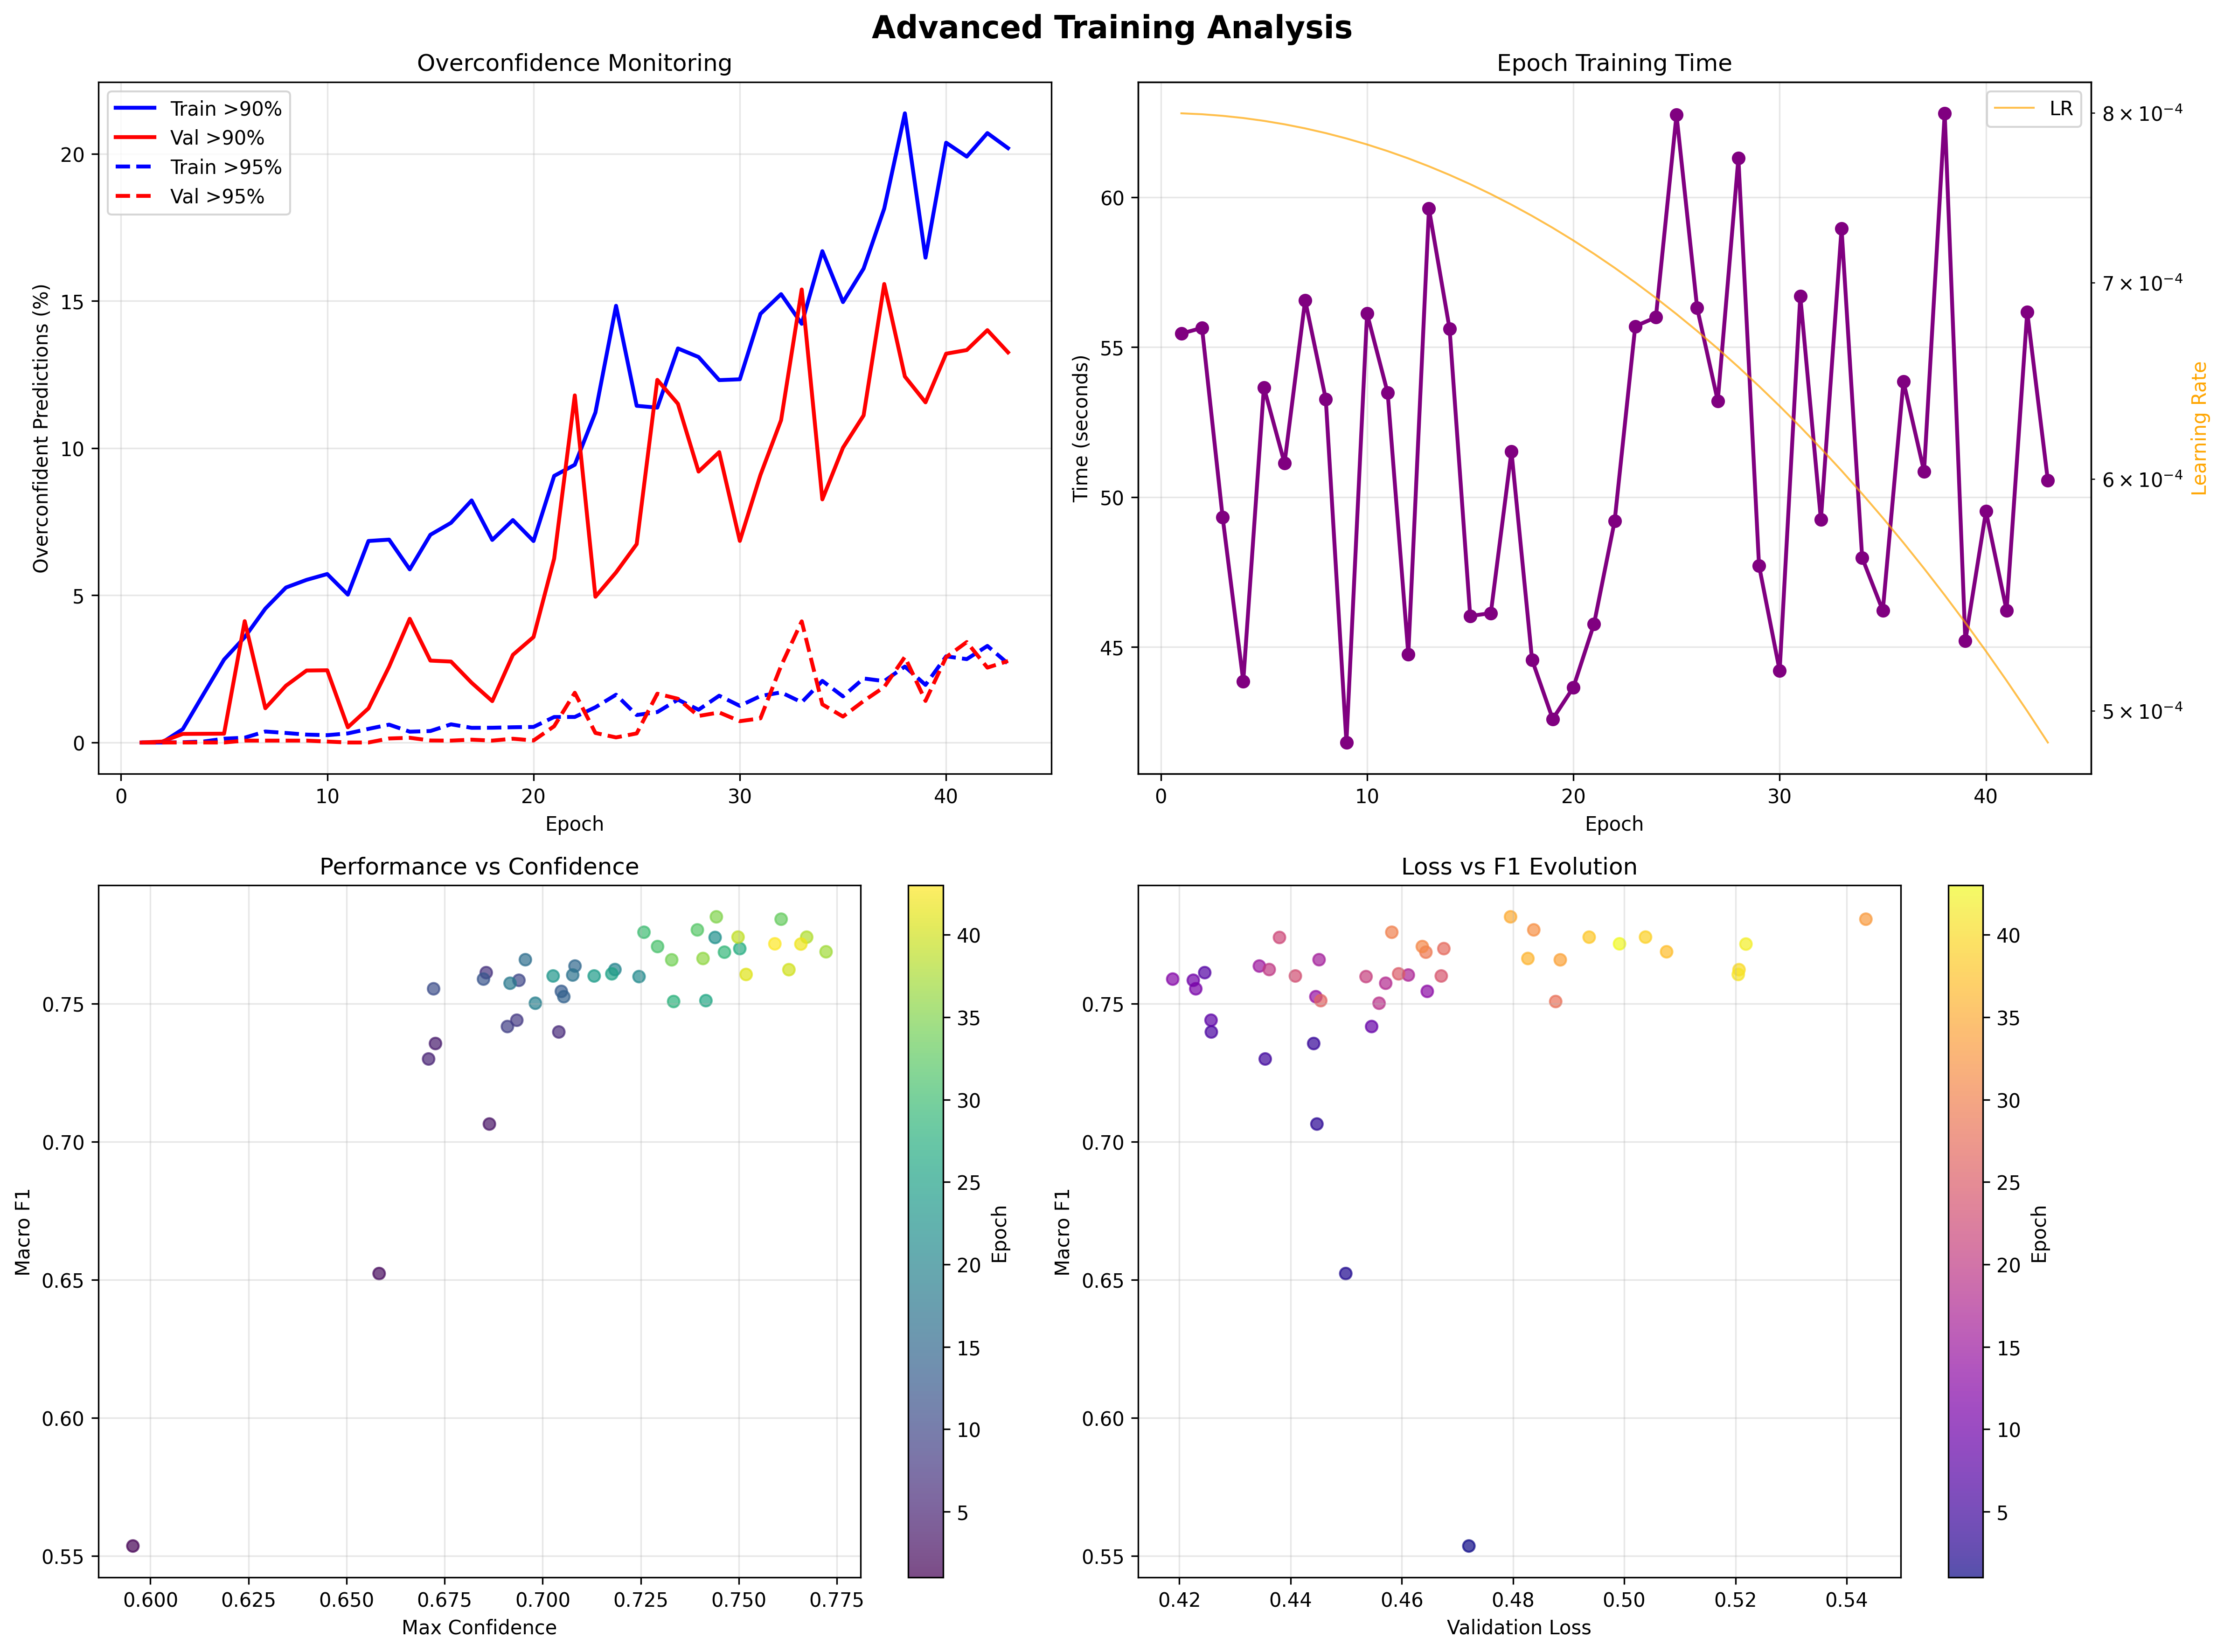 Advanced Training Analysis
Overconfidence Monitoring
Train >90%
Val >90%
Train >95%
Val >95%
Overconfident Predictions (%)
20
15
10
5
0
0 10 20 30 40
Epoch
Epoch Training Time
LR
Time (seconds)
60
55
50
45
8 × 10⁻⁴
7 × 10⁻⁴
6 × 10⁻⁴
5 × 10⁻⁴
Learning Rate
0 10 20 30 40
Epoch
Performance vs Confidence
Macro F1
0.75
0.70
0.65
0.60
0.55
0.600 0.625 0.650 0.675 0.700 0.725 0.750 0.775
Max Confidence
40
35
30
25
20
15
10
5
Epoch
Loss vs F1 Evolution
Macro F1
0.75
0.70
0.65
0.60
0.55
0.42 0.44 0.46 0.48 0.50 0.52 0.54
Validation Loss
40
35
30
25
20
15
10
5
Epoch